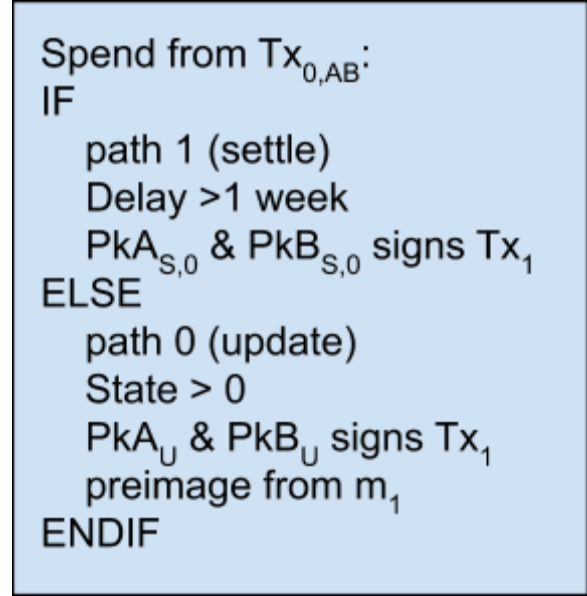 Spend from Tx0,AB:
IF
path 1 (settle)
Delay >1 week
PkAS,0 & PkBS,0 signs Tx1
ELSE
path 0 (update)
State > 0
PkAU & PkBU signs Tx1
preimage from m1
ENDIF